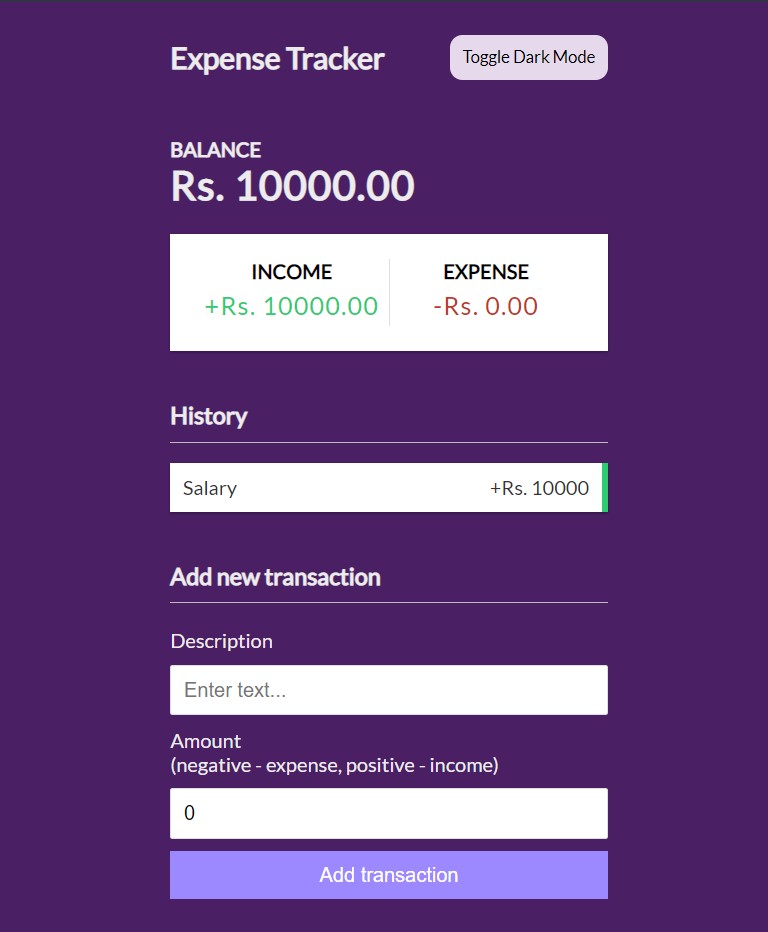 Expense Tracker
Toggle Dark Mode
BALANCE
Rs. 10000.00
INCOME
+Rs. 10000.00
EXPENSE
-Rs. 0.00
History
Salary
+Rs. 10000
Add new transaction
Description
Enter text...
Amount
(negative - expense, positive - income)
0
Add transaction